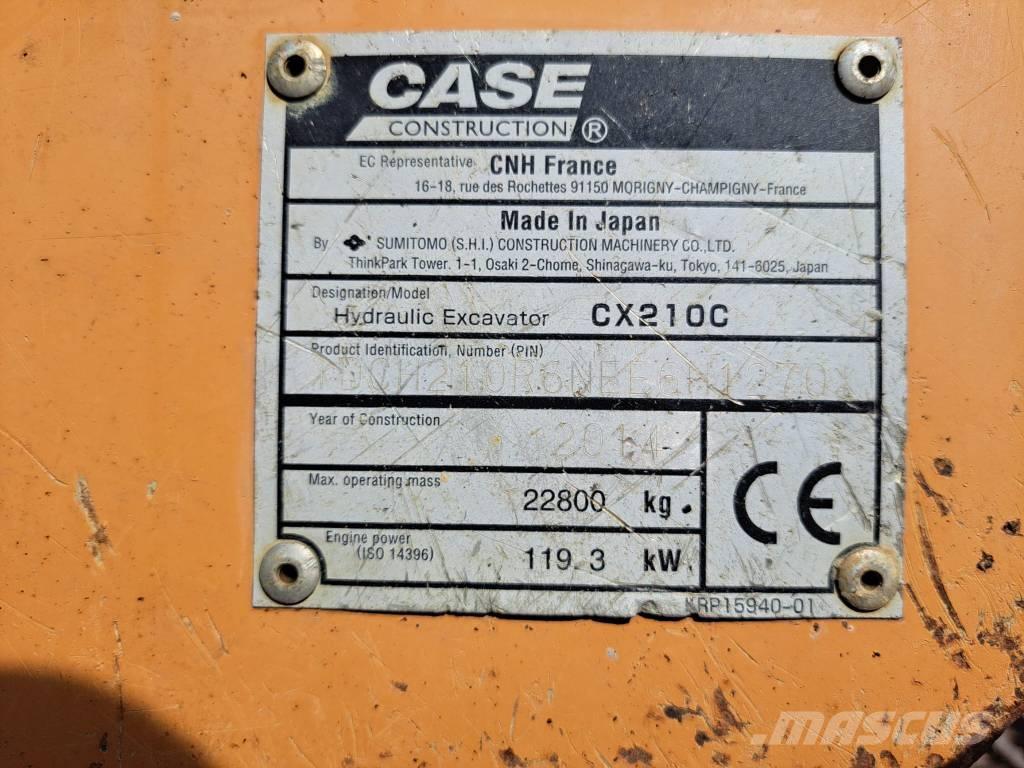 CASE
CONSTRUCTION ®
EC Representative CNH France
16-18, rue des Rochettes 91150 MORIGNY-CHAMPIGNY-France
Made In Japan
By SUMITOMO (S.H.I.) CONSTRUCTION MACHINERY CO.,LTD.
ThinkPark Tower. 1-1, Osaki 2-Chome, Shinagawa-ku, Tokyo, 141-6025, Japan
Designation/Model
Hydraulic Excavator CX210C
Product Identification, Number (PIN)
Year of Construction
2014
Max. operating mass
22800 kg
Engine power
(ISO 14396) 119.3 kW
CE
KRP15940-01
MASCUS